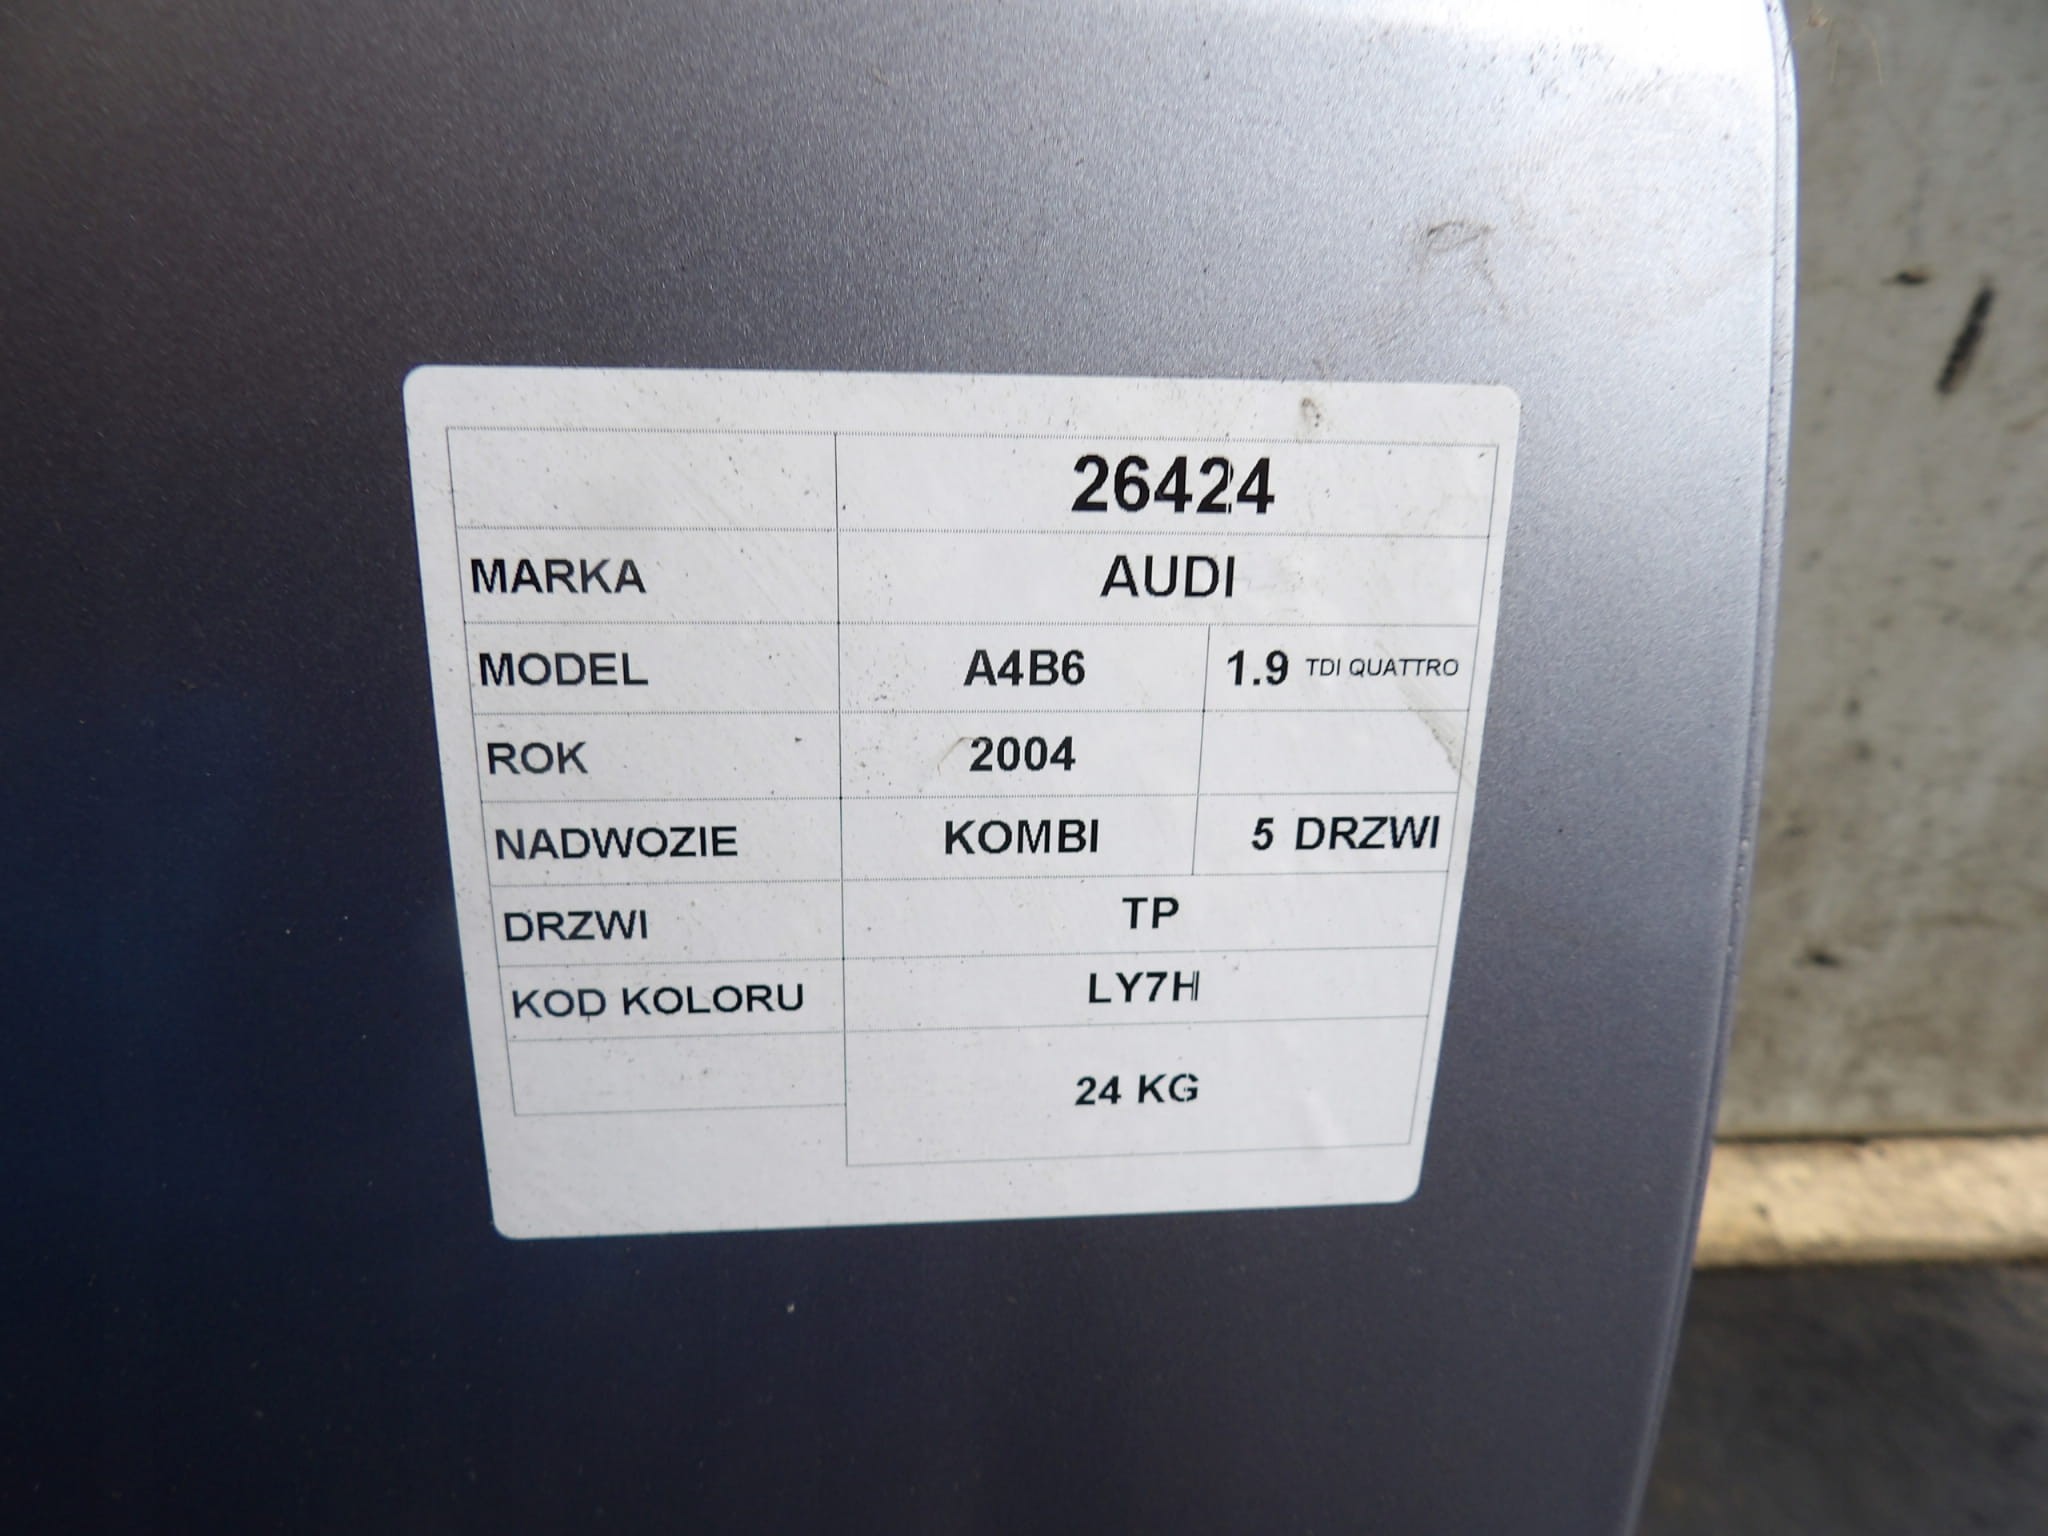 26424
MARKA AUDI
MODEL A4B6 1.9 TDI QUATTRO
ROK 2004
NADWOZIE KOMBI 5 DRZWI
DRZWI TP
KOD KOLORU LY7H
24 KG